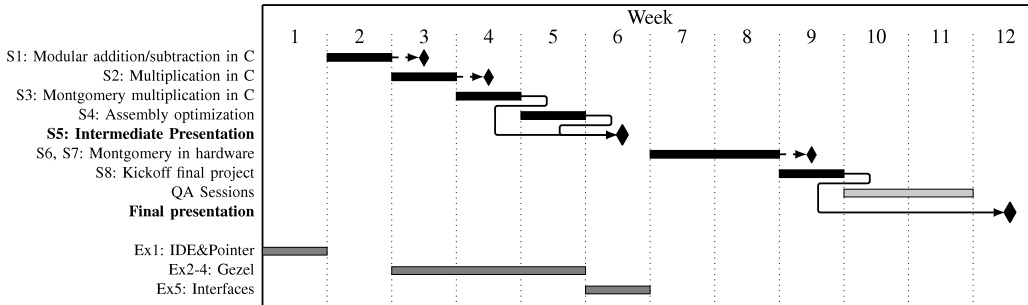 Week
1 2 3 4 5 6 7 8 9 10 11 12
S1: Modular addition/subtraction in C
S2: Multiplication in C
S3: Montgomery multiplication in C
S4: Assembly optimization
S5: Intermediate Presentation
S6, S7: Montgomery in hardware
S8: Kickoff final project
QA Sessions
Final presentation
Ex1: IDE&Pointer
Ex2-4: Gezel
Ex5: Interfaces